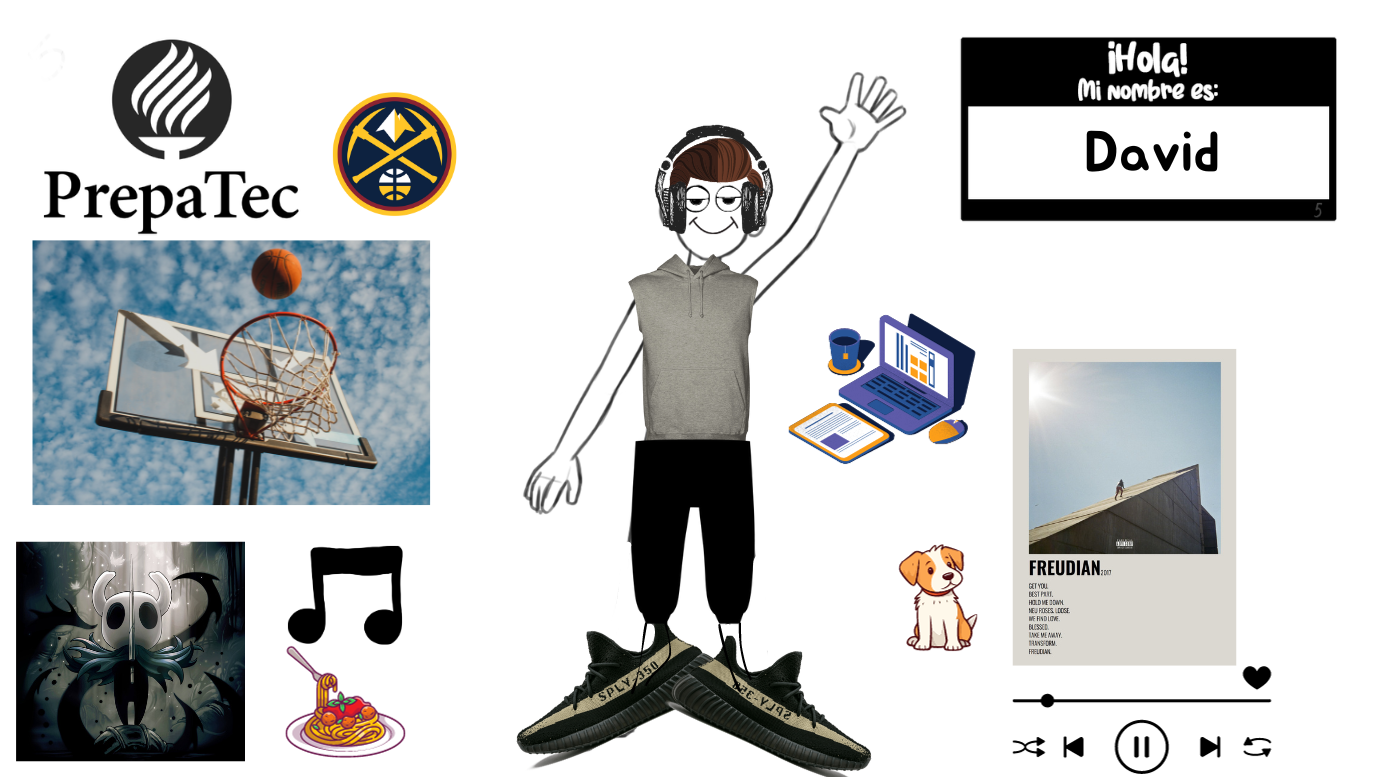 PrepaTec
¡Hola!
Mi nombre es:
David
5
SPLY-350
SPLY-350
FREUDIAN 2017
GET YOU.
BEST PART.
HOLD ME DOWN.
NEU ROSES. LOOSE.
WE FIND LOVE.
BLESSED.
TAKE ME AWAY.
TRANSFORM.
FREUDIAN.